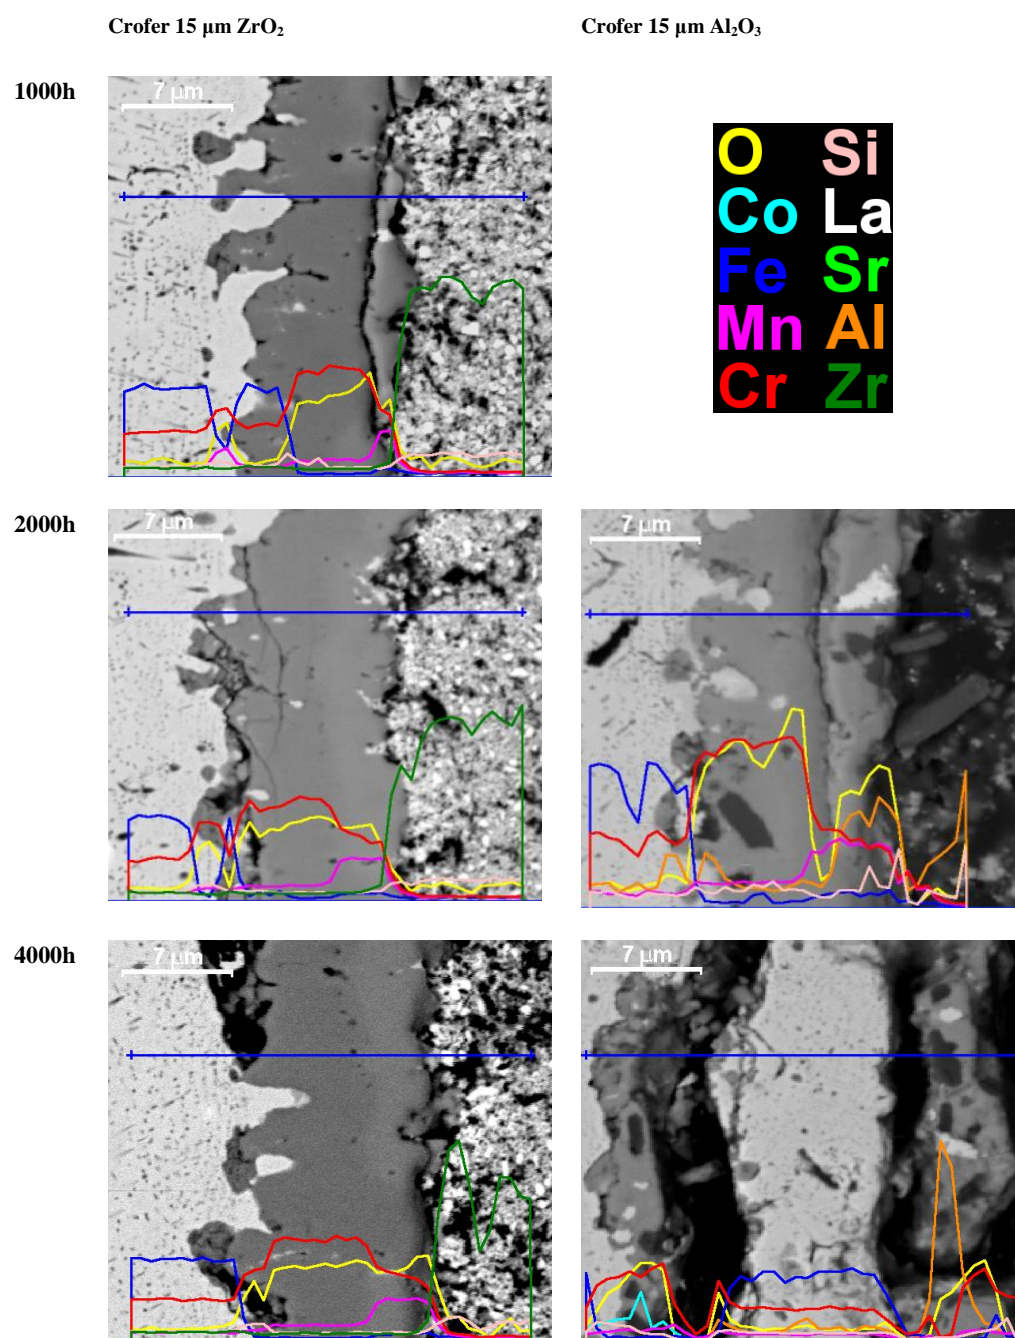 Crofer 15 µm ZrO₂ Crofer 15 µm Al₂O₃
1000h
7 µm
O Si
Co La
Fe Sr
Mn Al
Cr Zr
2000h
7 µm
7 µm
4000h
7 µm
7 µm